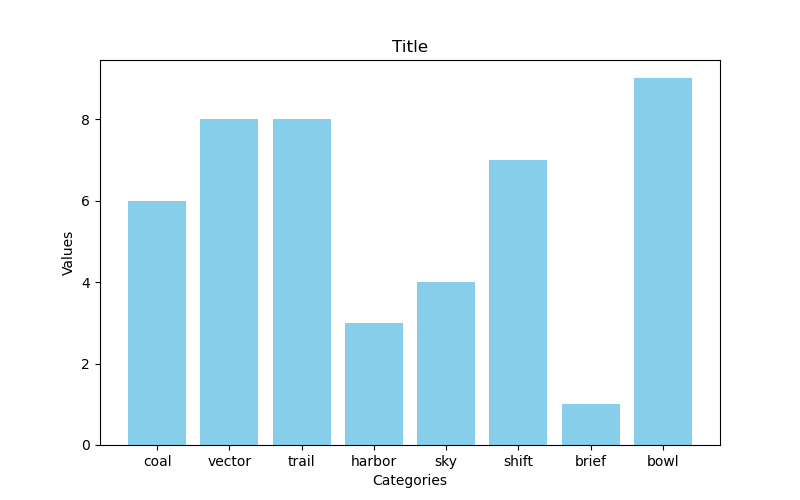 Title
Values
8
6
4
2
0
coal vector trail harbor sky shift brief bowl
Categories